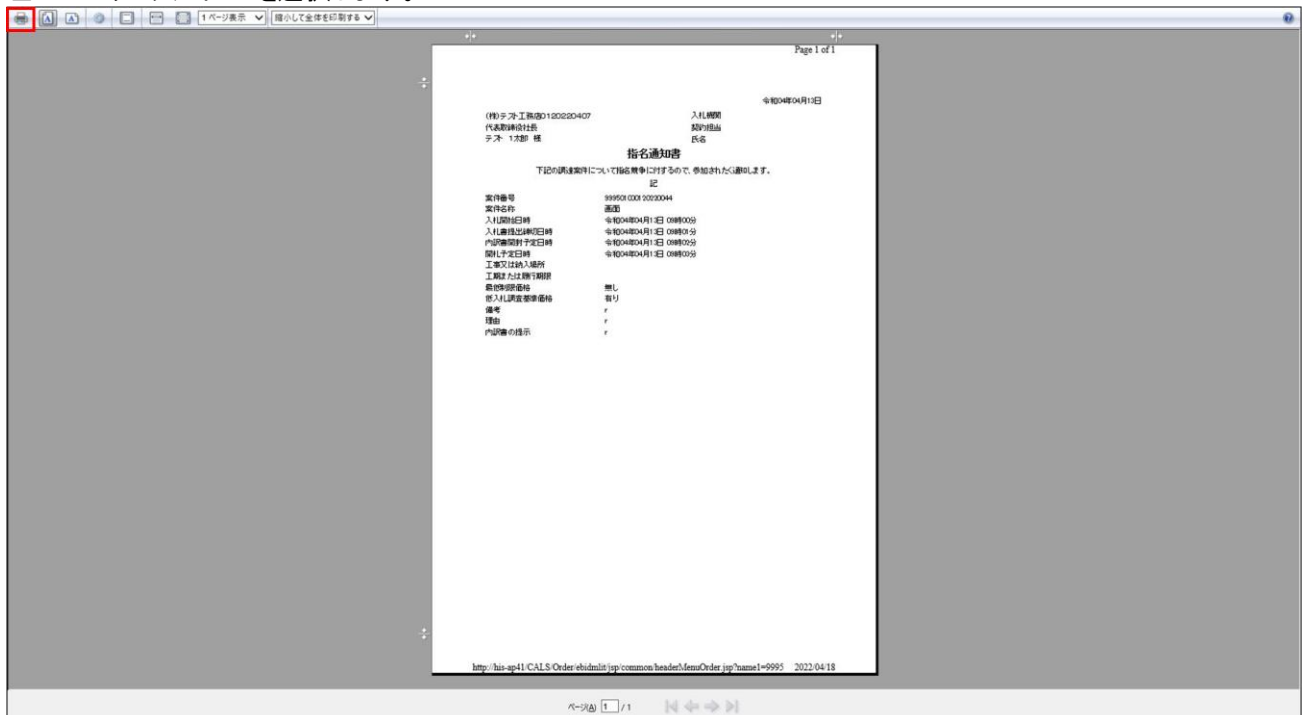 1 ページ表示
縮小して全体を印刷する
Page 1 of 1
令和04年04月13日
(株)テスト工務店0120220407 入札機関
代表取締役社長 契約担当
テスト 1太郎 様 氏名
指名通知書
下記の調達案件について指名競争に付するので、参加されたく通知します。
記
案件番号
案件名称 画面
入札開始日時 令和04年04月13日 09時00分
入札書提出締切日時 令和04年04月13日 09時01分
内訳書開封予定日時 令和04年04月13日 09時02分
開札予定日時 令和04年04月13日 09時03分
工事又は納入場所
工期または履行期限
最低制限価格 無し
低入札調査基準価格 有り
備考 r
理由 r
内訳書の提示 r
http://his-ap41/CALS/Order/ebidmlit/jsp/common/headerMenuOrder.jsp?name1=9995 2022/04/18
ページ(A) 1 / 1